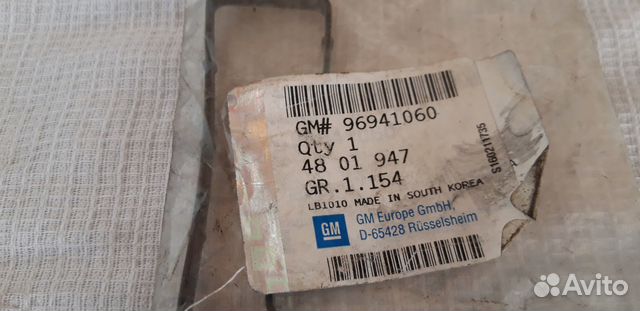 GM# 96941060
Qty 1
48 01 947
GR.1.154
LB1010 MADE IN SOUTH KOREA
GM
GM Europe GmbH,
D-65428 Rüsselsheim
S160211735
Avito